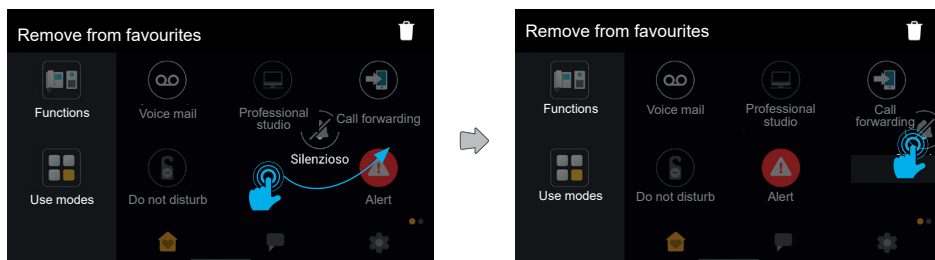 Remove from favourites
Functions
Voice mail
Professional
studio
Call forwarding
Silenzioso
Use modes
Do not disturb
Alert
Remove from favourites
Functions
Voice mail
Professional
studio
Call
forwarding
Use modes
Do not disturb
Alert